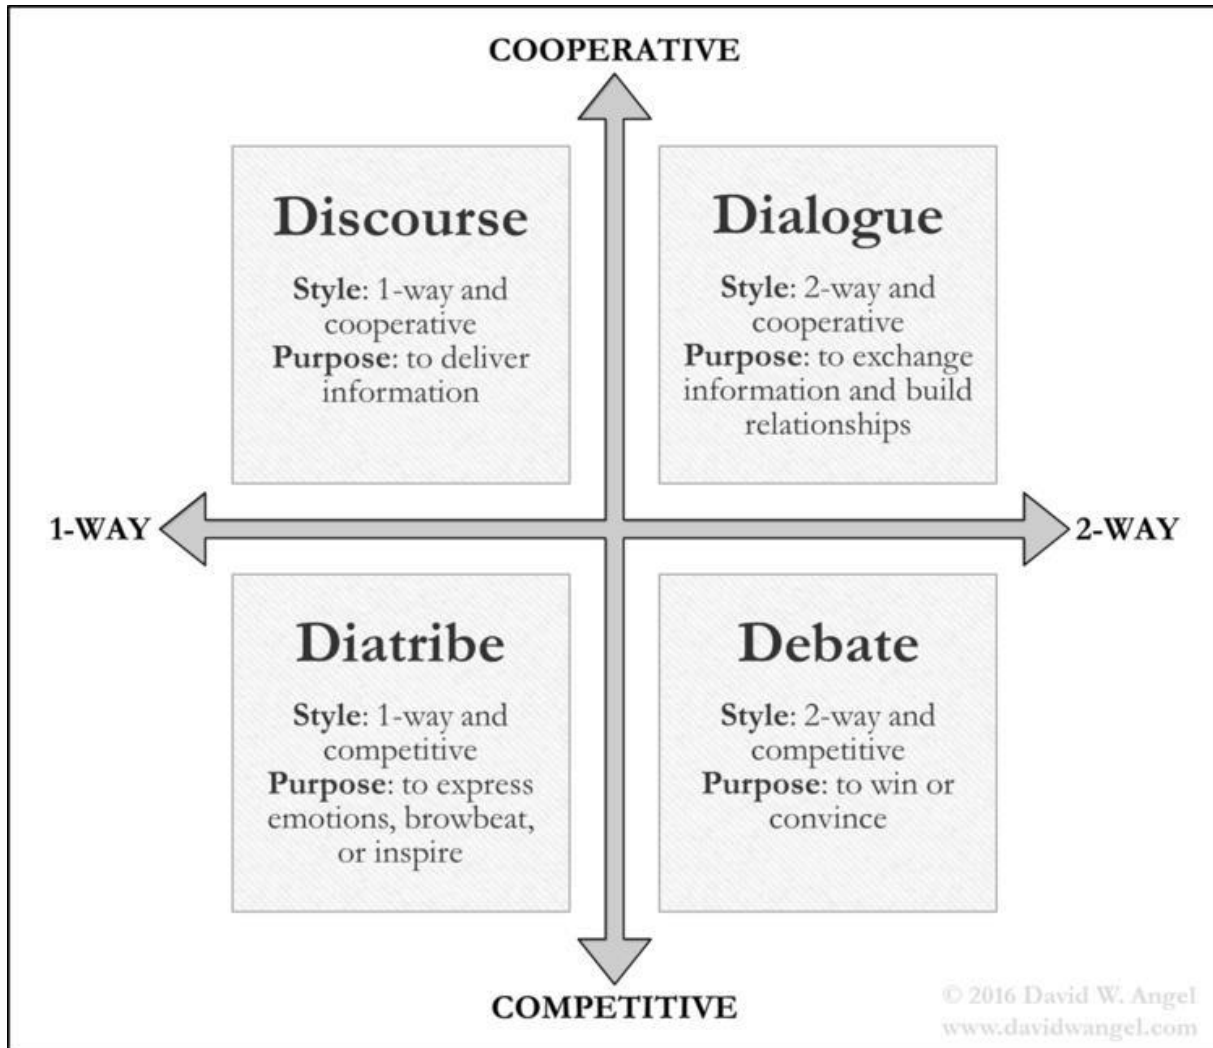 COOPERATIVE
Discourse
Style: 1-way and
cooperative
Purpose: to deliver
information
Dialogue
Style: 2-way and
cooperative
Purpose: to exchange
information and build
relationships
1-WAY
2-WAY
Diatribe
Style: 1-way and
competitive
Purpose: to express
emotions, browbeat,
or inspire
Debate
Style: 2-way and
competitive
Purpose: to win or
convince
COMPETITIVE
© 2016 David W. Angel
www.davidwangel.com